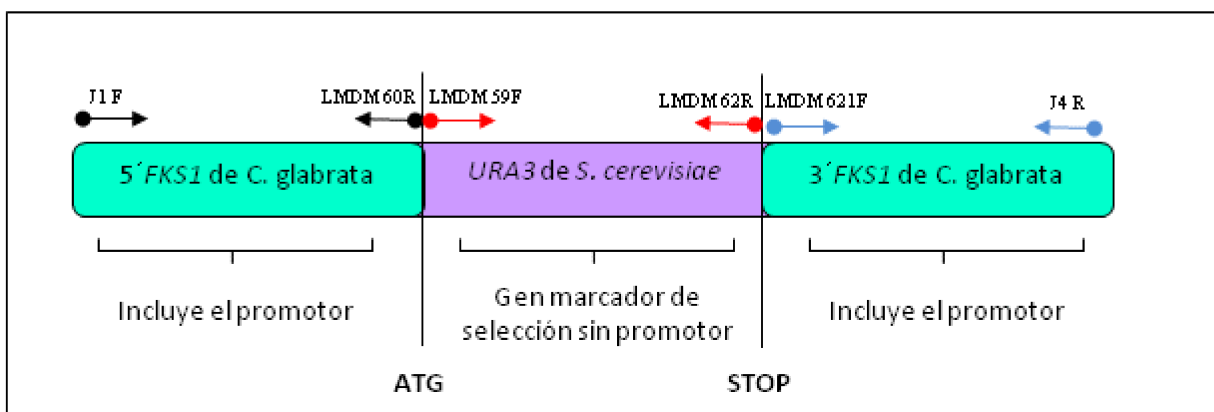 J1 F
LMDM 60R
LMDM 59F
LMDM 62R
LMDM 621F
J4 R
5´FKS1 de C. glabrata
URA3 de S. cerevisiae
3´FKS1 de C. glabrata
Incluye el promotor
Gen marcador de
selección sin promotor
Incluye el promotor
ATG
STOP